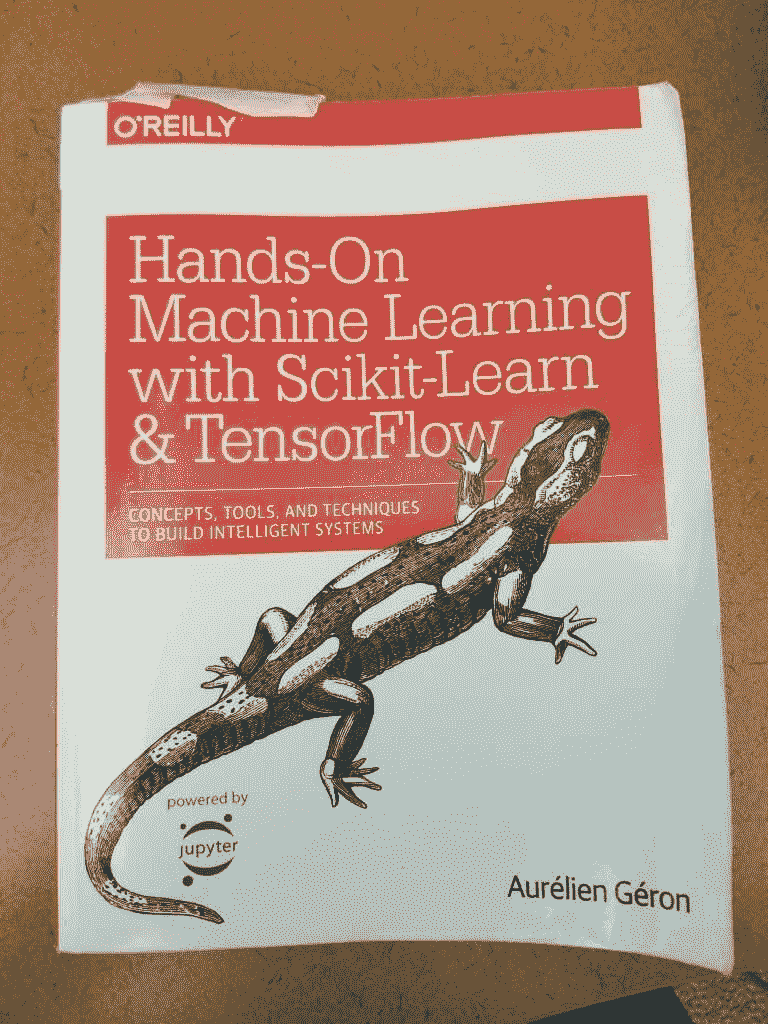 O'REILLY
Hands-On
Machine Learning
with Scikit-Learn
& TensorFlow
CONCEPTS, TOOLS, AND TECHNIQUES
TO BUILD INTELLIGENT SYSTEMS
powered by
jupyter
Aurélien Géron